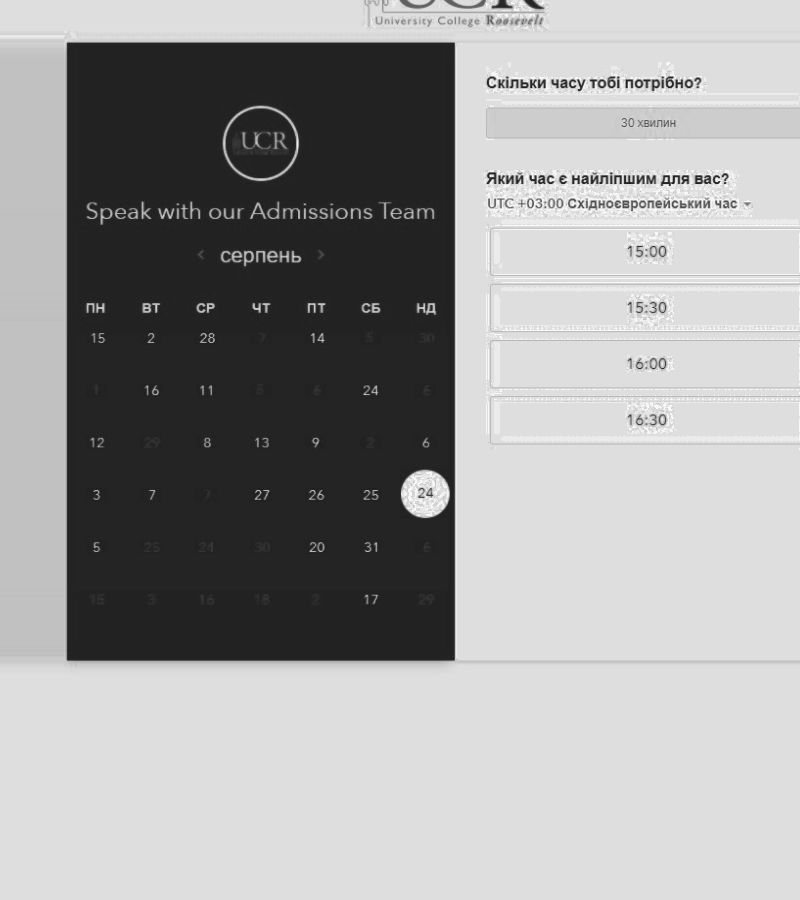 UCR
University College Roosevelt
UCR
Speak with our Admissions Team
серпень
ПН ВТ СР ЧТ ПТ СБ НД
15 2 28 7 14 5 30
1 16 11 5 6 24 6
12 29 8 13 9 2 6
3 7 7 27 26 25 24
5 25 24 30 20 31 6
15 3 16 18 2 17 29
Скільки часу тобі потрібно?
30 хвилин
Який час є найліпшим для вас?
UTC +03:00 Східноєвропейський час
15:00
15:30
16:00
16:30